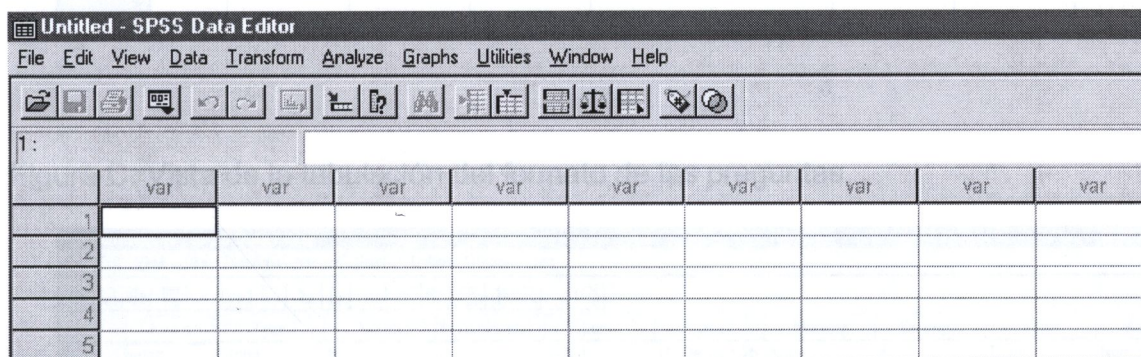 Untitled - SPSS Data Editor
File Edit View Data Transform Analyze Graphs Utilities Window Help
1 :
var var var var var var var var var
1
2
3
4
5